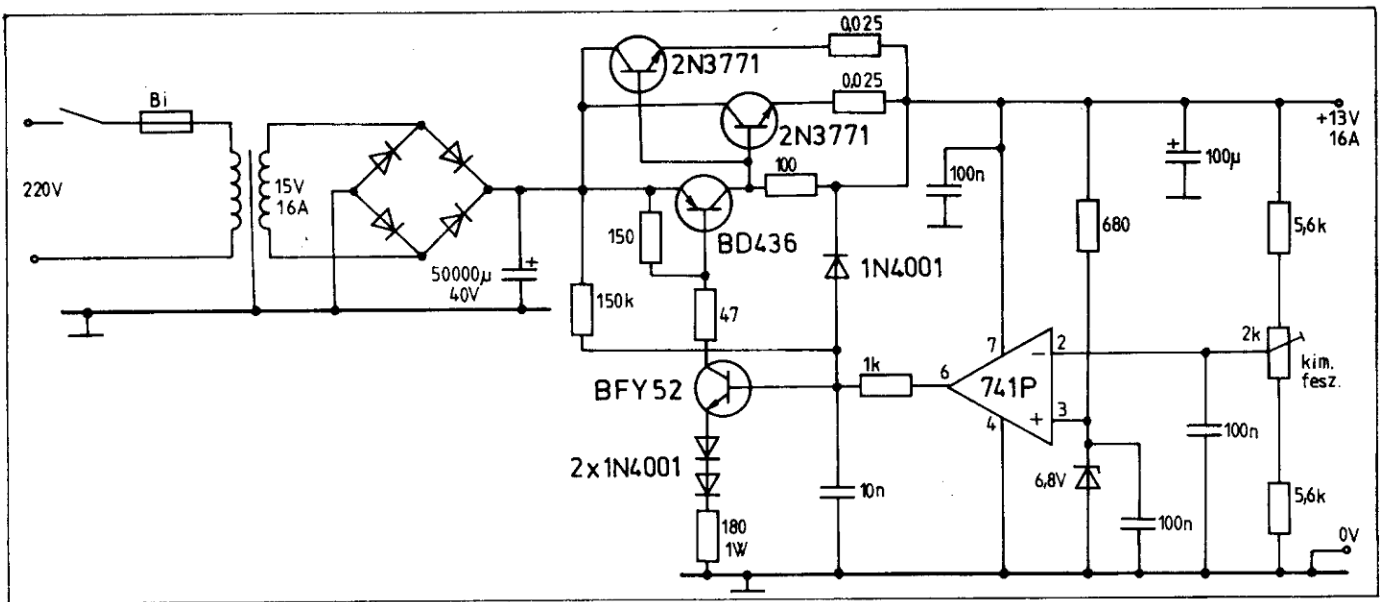 0,025
2N3771
0,025
2N3771
Bi
220V
15V
16A
50000µ
40V
+
150k
150
BD436
100
47
BFY52
2x1N4001
180
1W
1N4001
1k
10n
100n
7
6
741P
4
−
2
+
3
680
6,8V
100n
+
100µ
100n
5,6k
2k
kim.
fesz.
5,6k
+13V
16A
0V